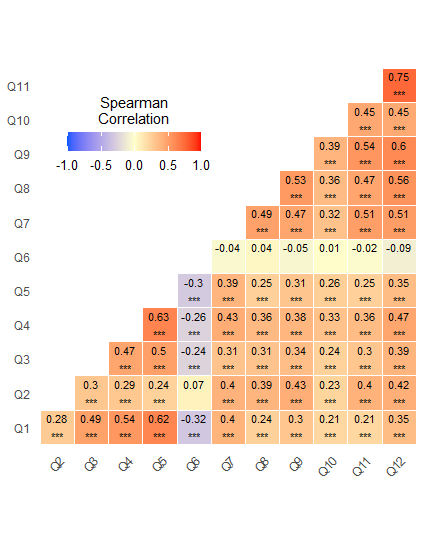 Spearman
Correlation
-1.0 -0.5 0.0 0.5 1.0
Q11 0.75
***
Q10 0.45 0.45
*** ***
Q9 0.39 0.54 0.6
*** *** ***
Q8 0.53 0.36 0.47 0.56
*** *** *** ***
Q7 0.49 0.47 0.32 0.51 0.51
*** *** *** *** ***
Q6 -0.04 0.04 -0.05 0.01 -0.02 -0.09
Q5 -0.3 0.39 0.25 0.31 0.26 0.25 0.35
*** *** *** *** *** *** ***
Q4 0.63 -0.26 0.43 0.36 0.38 0.33 0.36 0.47
*** *** *** *** *** *** *** ***
Q3 0.47 0.5 -0.24 0.31 0.31 0.34 0.24 0.3 0.39
*** *** *** *** *** *** *** *** ***
Q2 0.3 0.29 0.24 0.07 0.4 0.39 0.43 0.23 0.4 0.42
*** *** *** *** *** *** *** *** ***
Q1 0.28 0.49 0.54 0.62 -0.32 0.4 0.24 0.3 0.21 0.21 0.35
*** *** *** *** *** *** *** *** *** *** ***
Q2 Q3 Q4 Q5 Q6 Q7 Q8 Q9 Q10 Q11 Q12